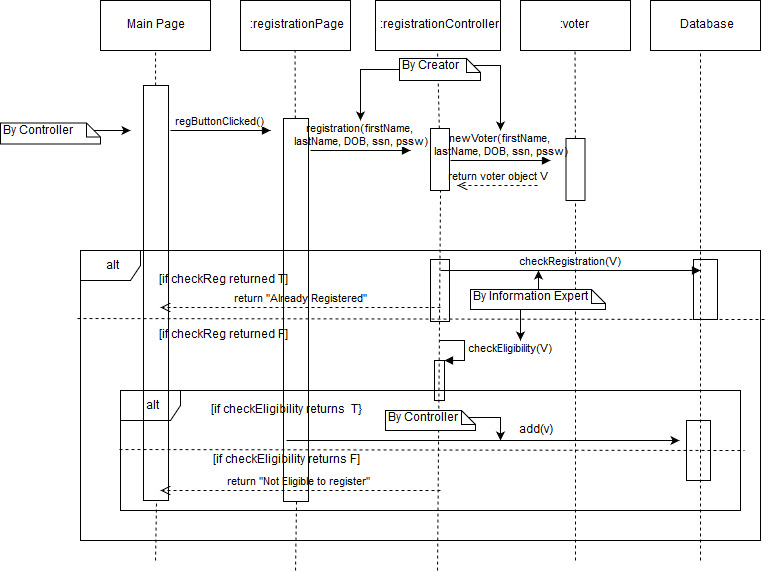 Main Page
:registrationPage
:registrationController
:voter
Database
By Creator
regButtonClicked()
By Controller
registration(firstName,
lastName, DOB, ssn, pssw)
newVoter(firstName,
lastName, DOB, ssn, pssw)
return voter object V
alt
checkRegistration(V)
[if checkReg returned T]
return "Already Registered"
By Information Expert
[if checkReg returned F]
checkEligibility(V)
alt
[if checkEligibility returns T}
By Controller
add(v)
[if checkEligibility returns F]
return "Not Eligible to register"